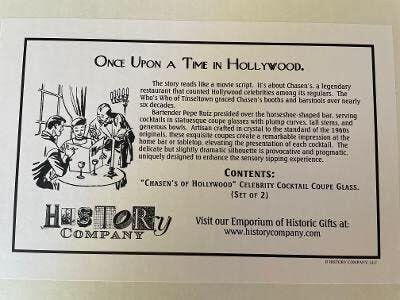 ONCE UPON A TIME IN HOLLYWOOD.
The story reads like a movie script. It's about Chasen's, a legendary
restaurant that counted Hollywood celebrities among its regulars. The
Who's Who of Tinseltown graced Chasen's booths and barstools over nearly
six decades.
Bartender Pepe Ruiz presided over the horseshoe-shaped bar, serving
cocktails in statuesque coupe glasses with plump curves, tall stems, and
generous bowls. Artisan crafted in crystal to the standard of the 1960s
originals, these exquisite coupes create a remarkable impression at the
home bar or tabletop, elevating the presentation of each cocktail. The
delicate but slightly dramatic silhouette is provocative and pragmatic,
uniquely designed to enhance the sensory sipping experience.
CONTENTS:
"CHASEN'S OF HOLLYWOOD" CELEBRITY COCKTAIL COUPE GLASS.
(SET OF 2)
HISTORy
COMPANY
Visit our Emporium of Historic Gifts at:
www.historycompany.com
© HISTORY COMPANY, LLC